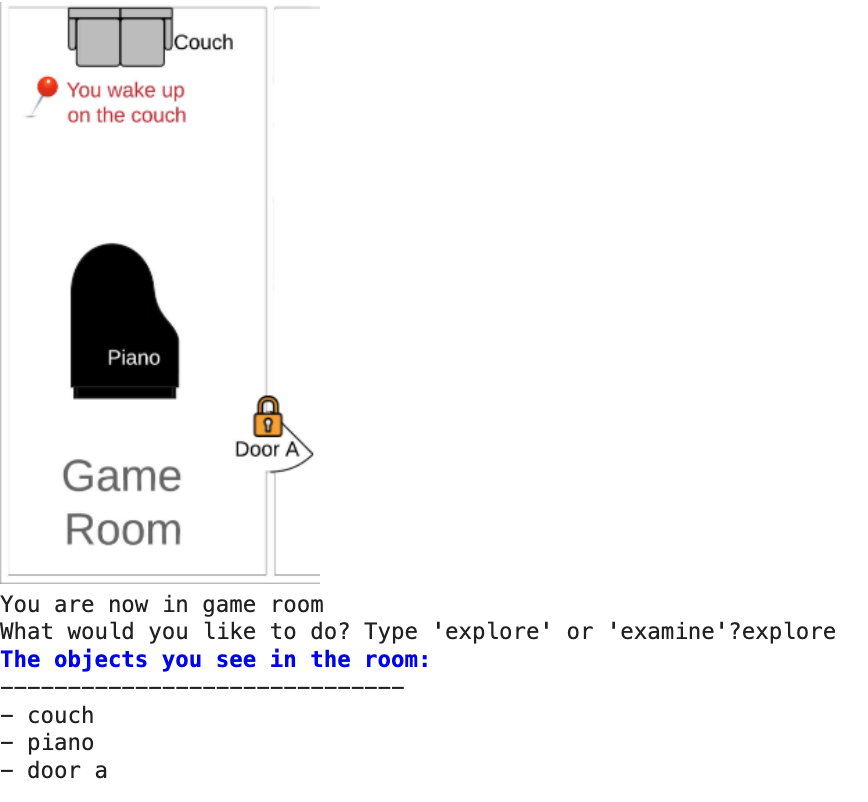 Couch
You wake up
on the couch
Piano
Door A
Game
Room
You are now in game room
What would you like to do? Type 'explore' or 'examine'?explore
The objects you see in the room:
------------------------------
- couch
- piano
- door a